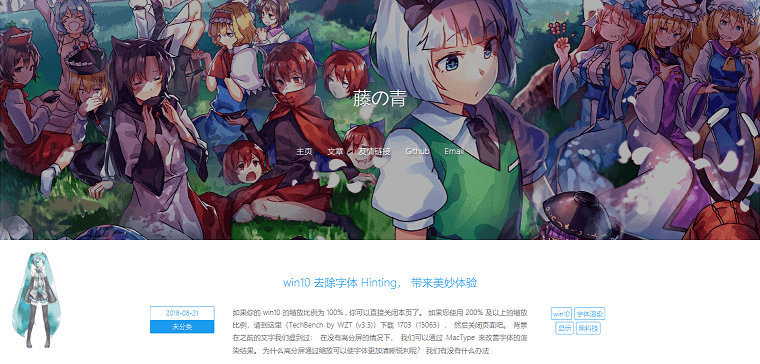 藤の青
主页 文章 友情链接 Github Email
win10 去除字体 Hinting， 带来美妙体验
2018-08-21
未分类
如果你的 win10 的缩放比例为 100%，你可以直接关闭本页了。 如果您使用 200% 及以上的缩放
比例，请到这里（TechBench by WZT (v3.3)）下载 1703（15063）， 然后关闭页面吧。 背景
在之前的文字我们提到过： 在没有高分屏的情况下， 我们可以通过 MacType 来改善字体的渲
染结果。 为什么高分屏通过缩放可以使字体更加清晰锐利呢？ 我们有没有什么办法
win10 字体渲染
显示 黑科技